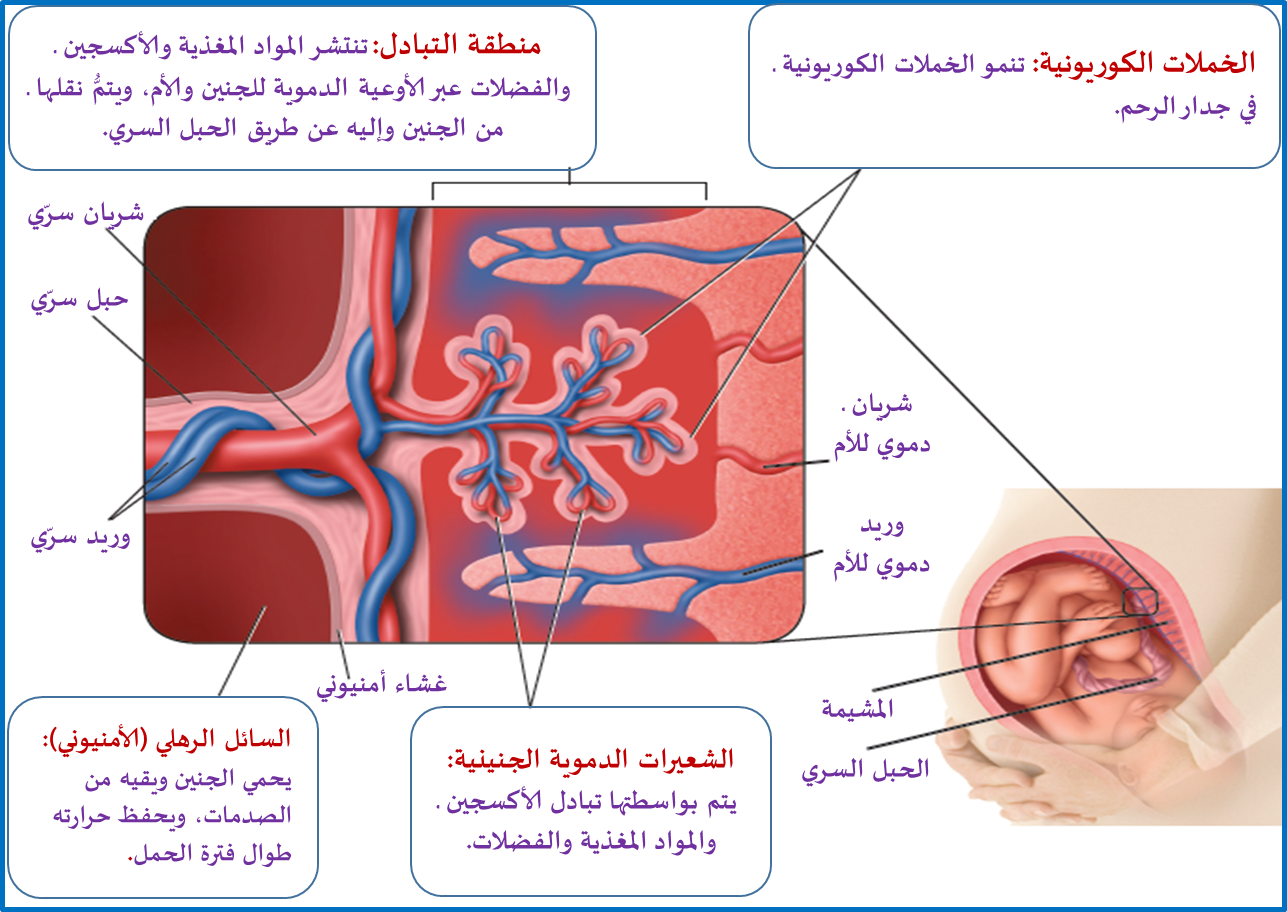 الخملات الكوريونية: تنمو الخملات الكوريونية .
في جدار الرحم.
منطقة التبادل: تنتشر المواد المغذية والأكسجين .
والفضلات عبر الأوعية الدموية للجنين والأم، ويتمُّ نقلها .
من الجنين وإليه عن طريق الحبل السري.
شريان سرّي
حبل سرّي
وريد سرّي
شريان .
دموي للأم
وريد
دموي للأم
المشيمة
الحبل السري
غشاء أمنيوني
الشعيرات الدموية الجنينية:
يتم بواسطتها تبادل الأكسجين .
والمواد المغذية والفضلات.
السائل الرهلي (الأمنيوني):
يحمي الجنين ويقيه من
الصدمات، ويحفظ حرارته
طوال فترة الحمل.